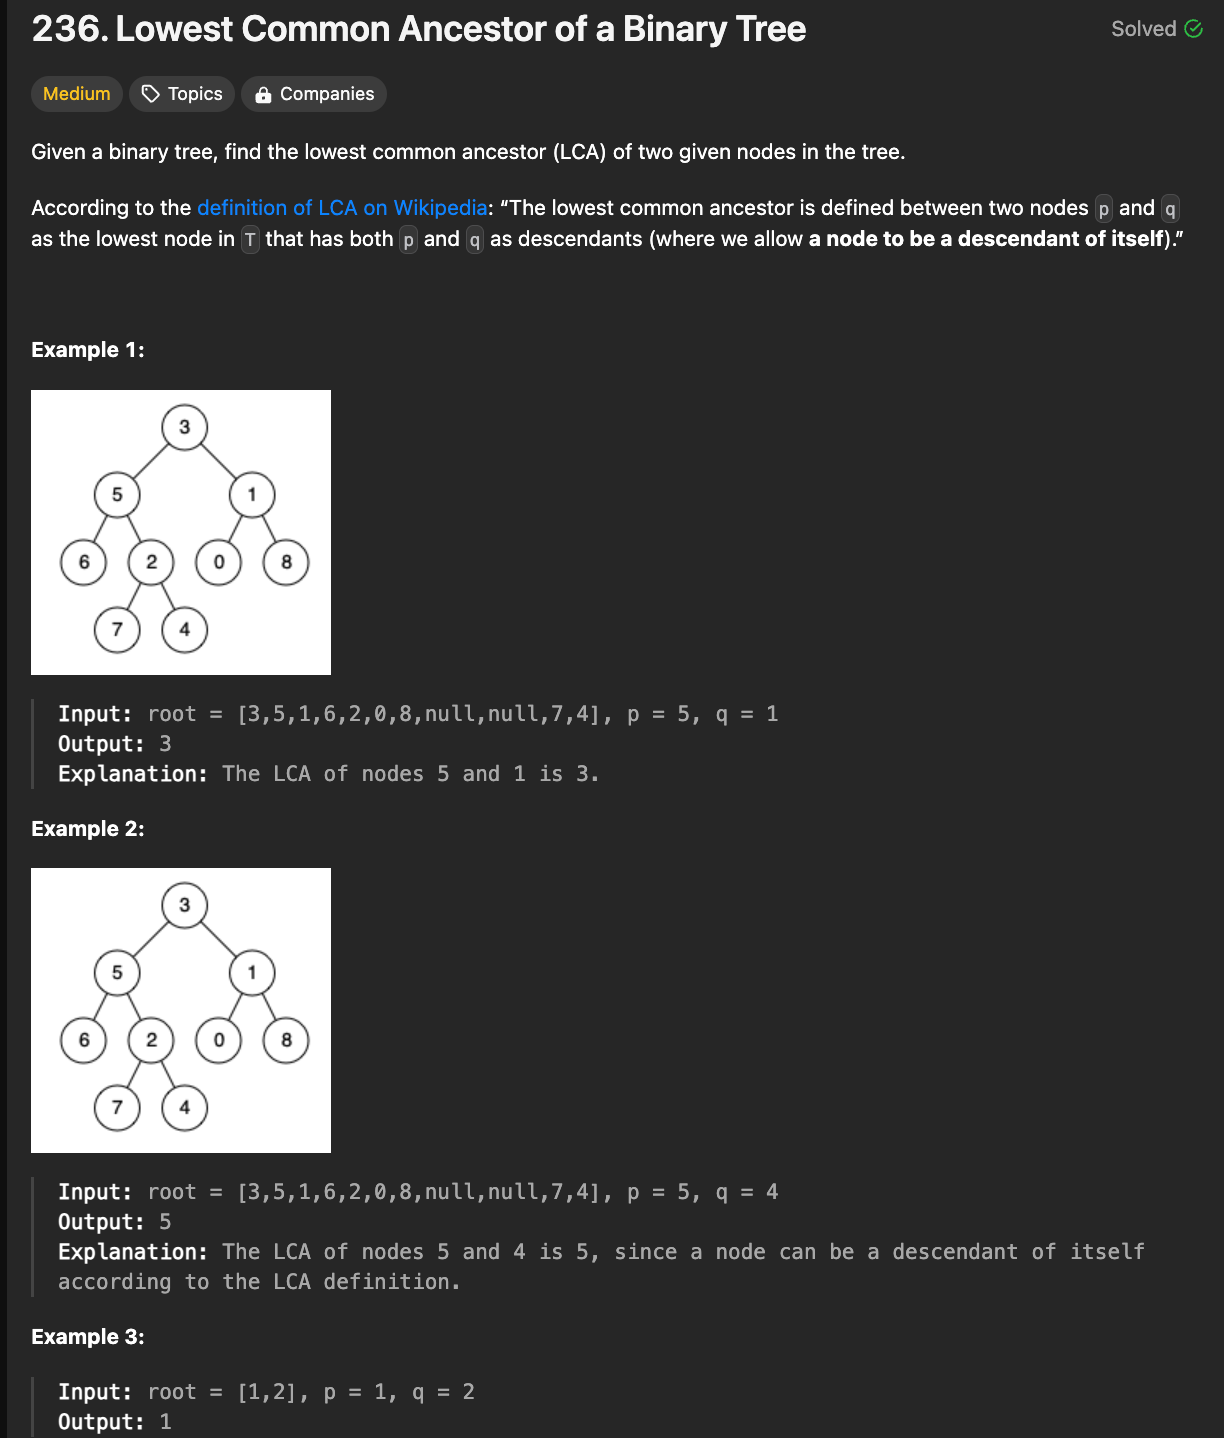 236. Lowest Common Ancestor of a Binary Tree
Solved
Medium
Topics
Companies
Given a binary tree, find the lowest common ancestor (LCA) of two given nodes in the tree.
According to the definition of LCA on Wikipedia: “The lowest common ancestor is defined between two nodes p and q
as the lowest node in T that has both p and q as descendants (where we allow a node to be a descendant of itself).”
Example 1:
3
5 1
6 2 0 8
7 4
Input: root = [3,5,1,6,2,0,8,null,null,7,4], p = 5, q = 1
Output: 3
Explanation: The LCA of nodes 5 and 1 is 3.
Example 2:
3
5 1
6 2 0 8
7 4
Input: root = [3,5,1,6,2,0,8,null,null,7,4], p = 5, q = 4
Output: 5
Explanation: The LCA of nodes 5 and 4 is 5, since a node can be a descendant of itself
according to the LCA definition.
Example 3:
Input: root = [1,2], p = 1, q = 2
Output: 1